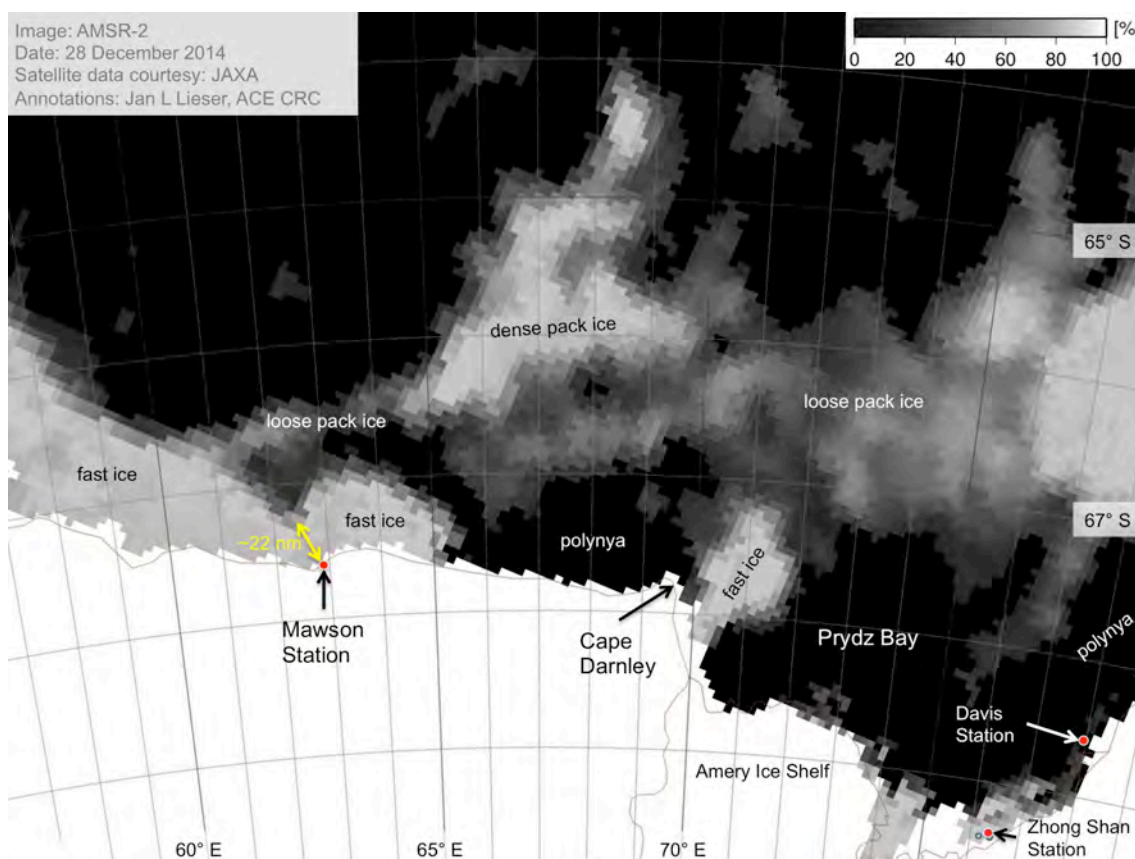 Image: AMSR-2
Date: 28 December 2014
Satellite data courtesy: JAXA
Annotations: Jan L Lieser, ACE CRC
[%
0 20 40 60 80 100
65° S
dense pack ice
loose pack ice
loose pack ice
fast ice
fast ice
67° S
~22 nm
polynya
fast ice
Mawson
Station
Cape
Darnley
Prydz Bay
polynya
Davis
Station
Amery Ice Shelf
Zhong Shan
Station
60° E 65° E 70° E